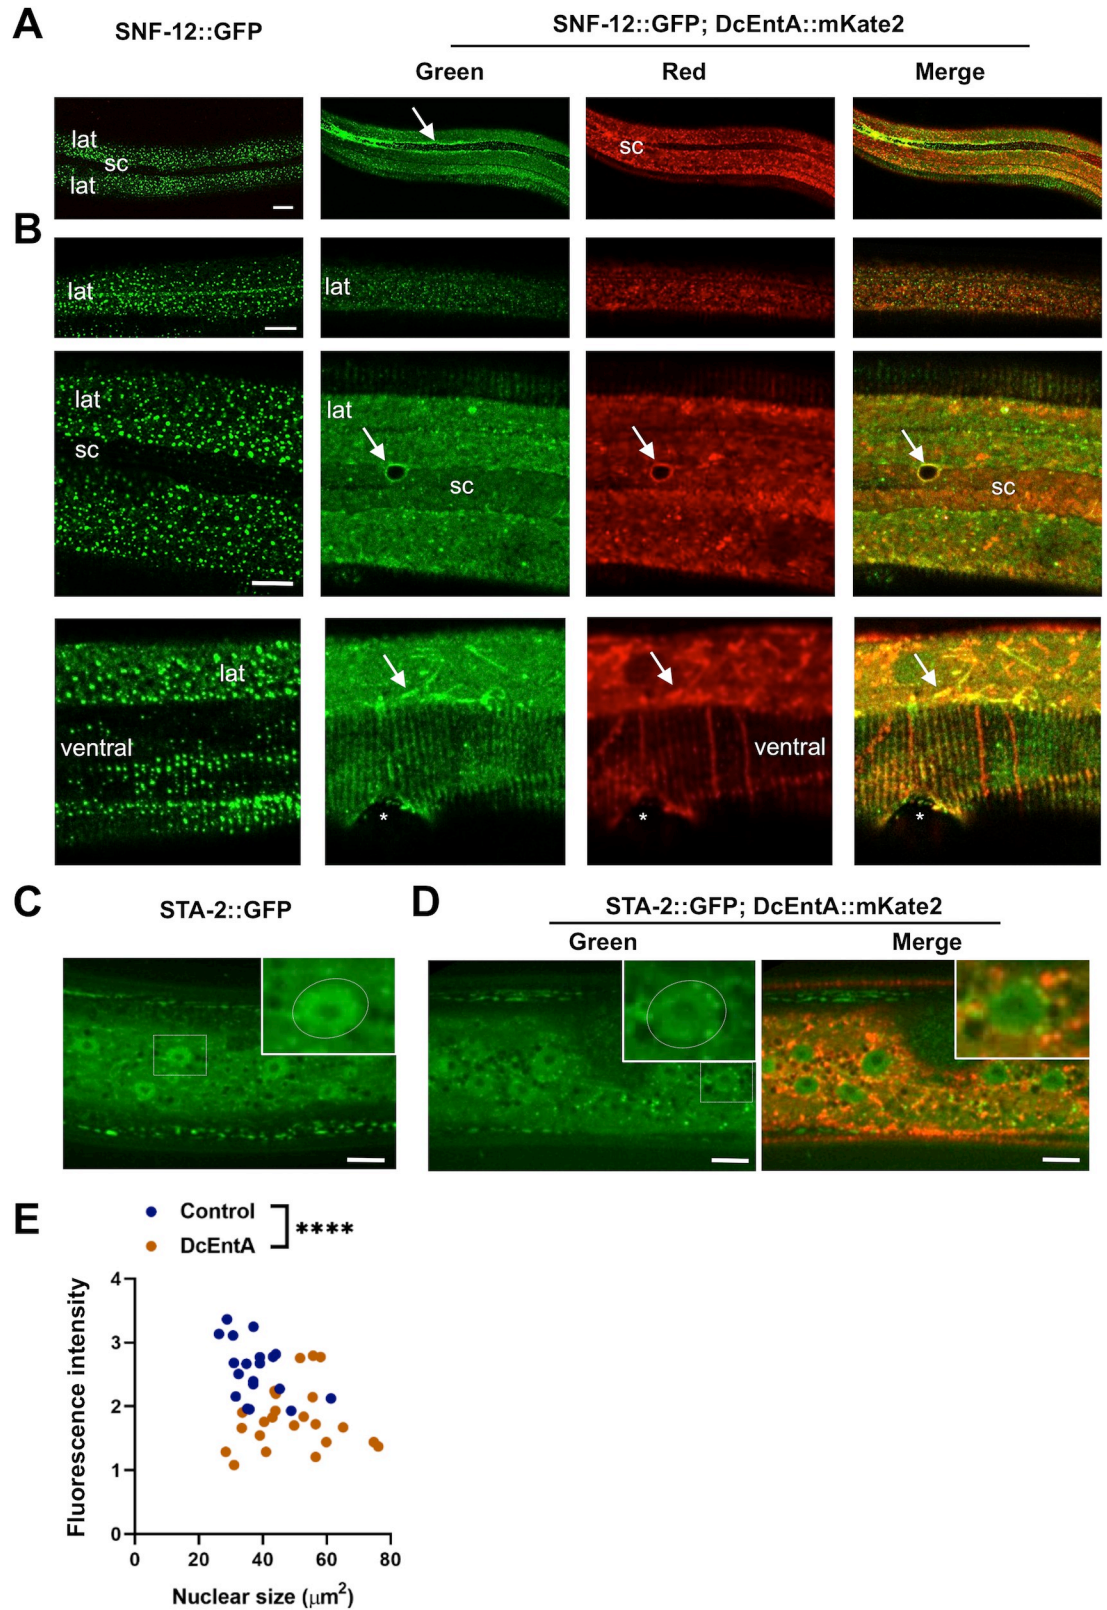 A
SNF-12::GFP
SNF-12::GFP; DcEntA::mKate2
Green Red Merge
lat
sc
lat
sc
B
lat
lat
lat
sc
lat
sc
sc
lat
ventral
ventral
*
*
*
C
STA-2::GFP
D
STA-2::GFP; DcEntA::mKate2
Green Merge
E
Control
DcEntA
****
Fluorescence intensity
4
3
2
1
0
0 20 40 60 80
Nuclear size (μm²)